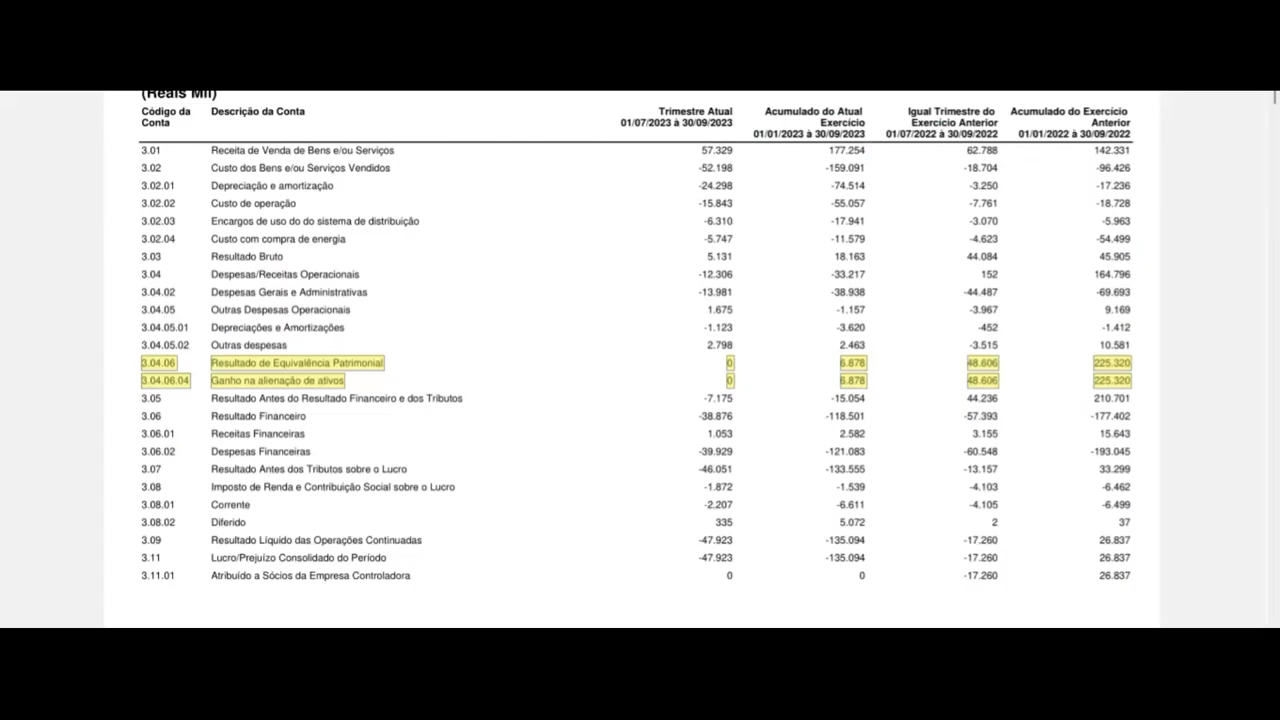 (Reais Mil)
Código da Conta Descrição da Conta Trimestre Atual 01/07/2023 à 30/09/2023 Acumulado do Atual Exercício 01/01/2023 à 30/09/2023 Igual Trimestre do Exercício Anterior 01/07/2022 à 30/09/2022 Acumulado do Exercício Anterior 01/01/2022 à 30/09/2022
3.01 Receita de Venda de Bens e/ou Serviços 57.329 177.254 62.788 142.331
3.02 Custo dos Bens e/ou Serviços Vendidos -52.198 -159.091 -18.704 -96.426
3.02.01 Depreciação e amortização -24.298 -74.514 -3.250 -17.236
3.02.02 Custo de operação -15.843 -55.057 -7.761 -18.728
3.02.03 Encargos de uso do do sistema de distribuição -6.310 -17.941 -3.070 -5.963
3.02.04 Custo com compra de energia -5.747 -11.579 -4.623 -54.499
3.03 Resultado Bruto 5.131 18.163 44.084 45.905
3.04 Despesas/Receitas Operacionais -12.306 -33.217 152 164.796
3.04.02 Despesas Gerais e Administrativas -13.981 -38.938 -44.487 -69.693
3.04.05 Outras Despesas Operacionais 1.675 -1.157 -3.967 9.169
3.04.05.01 Depreciações e Amortizações -1.123 -3.620 -452 -1.412
3.04.05.02 Outras despesas 2.798 2.463 -3.515 10.581
3.04.06 Resultado de Equivalência Patrimonial 0 6.878 48.606 225.320
3.04.06.04 Ganho na alienação de ativos 0 6.878 48.606 225.320
3.05 Resultado Antes do Resultado Financeiro e dos Tributos -7.175 -15.054 44.236 210.701
3.06 Resultado Financeiro -38.876 -118.501 -57.393 -177.402
3.06.01 Receitas Financeiras 1.053 2.582 3.155 15.643
3.06.02 Despesas Financeiras -39.929 -121.083 -60.548 -193.045
3.07 Resultado Antes dos Tributos sobre o Lucro -46.051 -133.555 -13.157 33.299
3.08 Imposto de Renda e Contribuição Social sobre o Lucro -1.872 -1.539 -4.103 -6.462
3.08.01 Corrente -2.207 -6.611 -4.105 -6.499
3.08.02 Diferido 335 5.072 2 37
3.09 Resultado Líquido das Operações Continuadas -47.923 -135.094 -17.260 26.837
3.11 Lucro/Prejuízo Consolidado do Período -47.923 -135.094 -17.260 26.837
3.11.01 Atribuído a Sócios da Empresa Controladora 0 0 -17.260 26.837